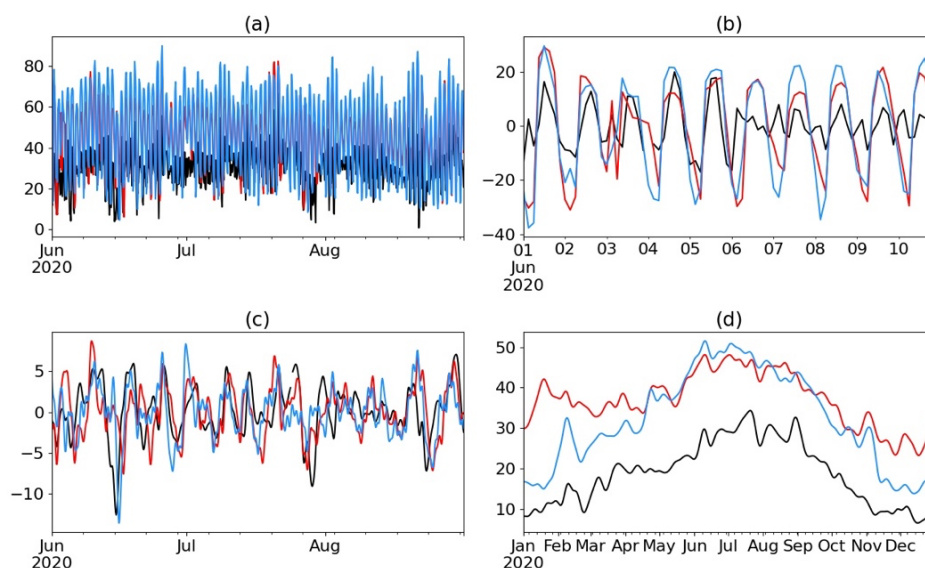 (a)
80
60
40
20
0
Jun
2020
Jul
Aug
(b)
20
0
−20
−40
01
Jun
2020
02
03
04
05
06
07
08
09
10
(c)
5
0
−5
−10
Jun
2020
Jul
Aug
(d)
50
40
30
20
10
Jan
2020
Feb
Mar
Apr
May
Jun
Jul
Aug
Sep
Oct
Nov
Dec